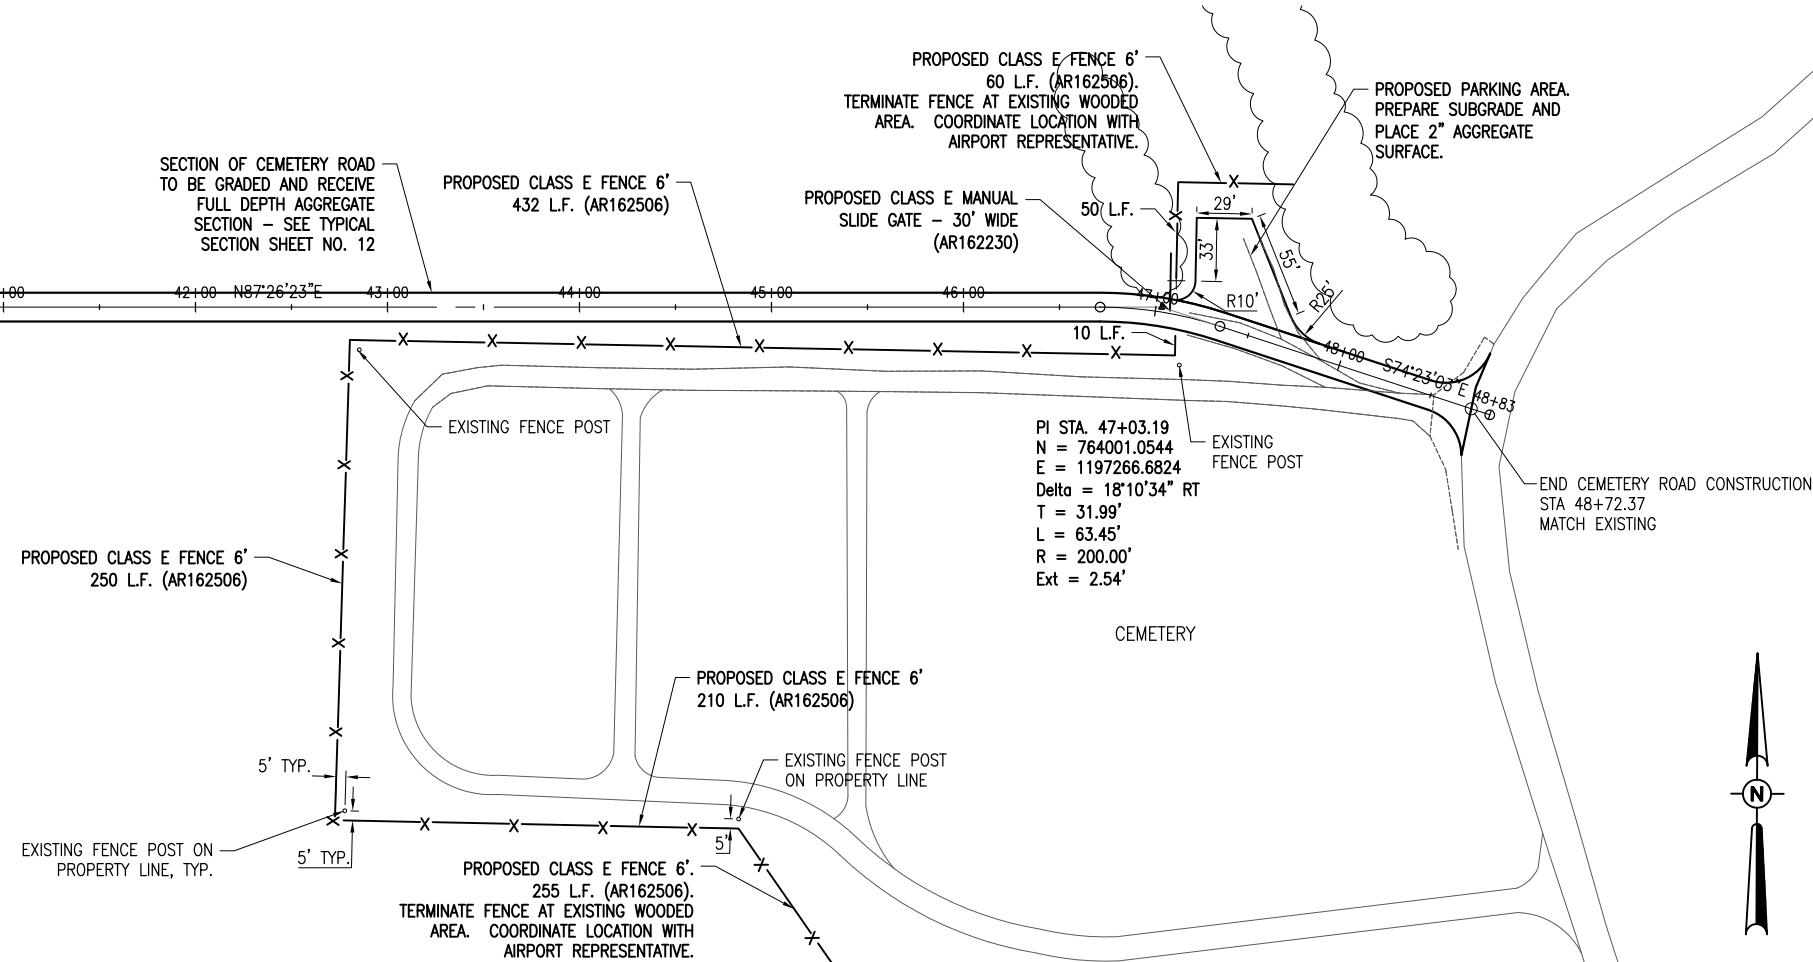 PROPOSED CLASS E FENCE 6'
60 L.F. (AR162506).
TERMINATE FENCE AT EXISTING WOODED
AREA. COORDINATE LOCATION WITH
AIRPORT REPRESENTATIVE.
PROPOSED PARKING AREA.
PREPARE SUBGRADE AND
PLACE 2" AGGREGATE
SURFACE.
SECTION OF CEMETERY ROAD
TO BE GRADED AND RECEIVE
FULL DEPTH AGGREGATE
SECTION – SEE TYPICAL
SECTION SHEET NO. 12
PROPOSED CLASS E FENCE 6'
432 L.F. (AR162506)
PROPOSED CLASS E MANUAL
SLIDE GATE – 30' WIDE
(AR162230)
50 L.F.
29'
33'
55'
R25'
R10'
+00
42+00
N87°26'23"E
43+00
44+00
45+00
46+00
47+00
48+00
S74°23'03"E
48+83
10 L.F.
EXISTING FENCE POST
EXISTING
FENCE POST
PI STA. 47+03.19
N = 764001.0544
E = 1197266.6824
Delta = 18°10'34" RT
T = 31.99'
L = 63.45'
R = 200.00'
Ext = 2.54'
END CEMETERY ROAD CONSTRUCTION
STA 48+72.37
MATCH EXISTING
PROPOSED CLASS E FENCE 6'
250 L.F. (AR162506)
CEMETERY
PROPOSED CLASS E FENCE 6'
210 L.F. (AR162506)
EXISTING FENCE POST
ON PROPERTY LINE
5' TYP.
5' TYP.
5'
EXISTING FENCE POST ON
PROPERTY LINE, TYP.
PROPOSED CLASS E FENCE 6'.
255 L.F. (AR162506).
TERMINATE FENCE AT EXISTING WOODED
AREA. COORDINATE LOCATION WITH
AIRPORT REPRESENTATIVE.
N